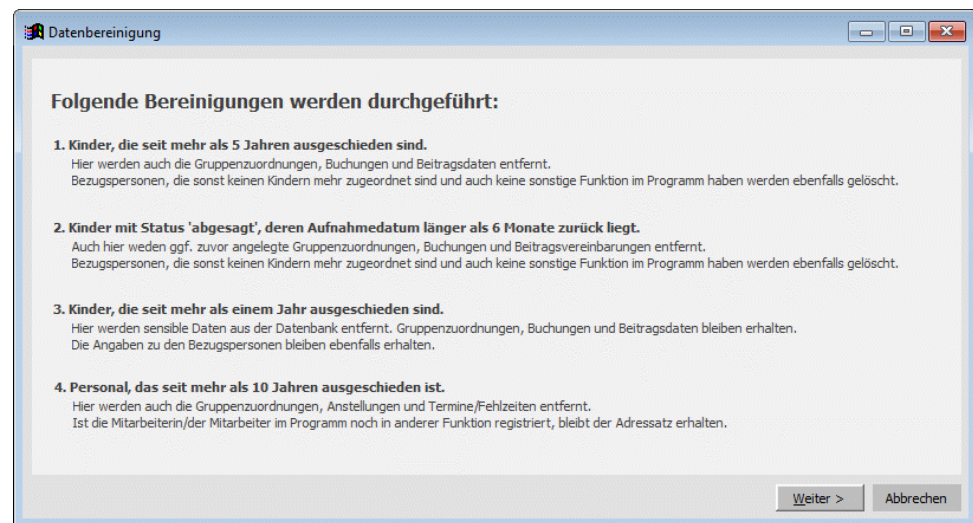 Datenbereinigung
Folgende Bereinigungen werden durchgeführt:
1. Kinder, die seit mehr als 5 Jahren ausgeschieden sind.
Hier werden auch die Gruppenzuordnungen, Buchungen und Beitragsdaten entfernt.
Bezugspersonen, die sonst keinen Kindern mehr zugeordnet sind und auch keine sonstige Funktion im Programm haben werden ebenfalls gelöscht.
2. Kinder mit Status 'abgesagt', deren Aufnahmedatum länger als 6 Monate zurück liegt.
Auch hier weden ggf. zuvor angelegte Gruppenzuordnungen, Buchungen und Beitragsvereinbarungen entfernt.
Bezugspersonen, die sonst keinen Kindern mehr zugeordnet sind und auch keine sonstige Funktion im Programm haben werden ebenfalls gelöscht.
3. Kinder, die seit mehr als einem Jahr ausgeschieden sind.
Hier werden sensible Daten aus der Datenbank entfernt. Gruppenzuordnungen, Buchungen und Beitragsdaten bleiben erhalten.
Die Angaben zu den Bezugspersonen bleiben ebenfalls erhalten.
4. Personal, das seit mehr als 10 Jahren ausgeschieden ist.
Hier werden auch die Gruppenzuordnungen, Anstellungen und Termine/Fehlzeiten entfernt.
Ist die Mitarbeiterin/der Mitarbeiter im Programm noch in anderer Funktion registriert, bleibt der Adressatz erhalten.
Weiter > Abbrechen